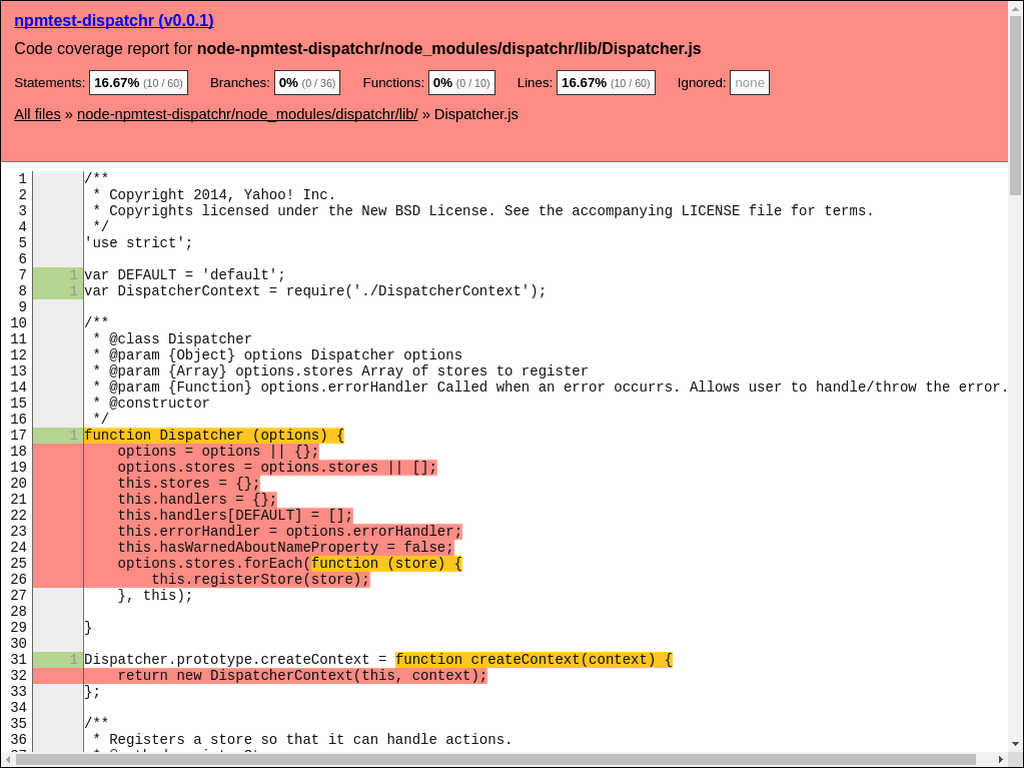 npmtest-dispatchr (v0.0.1)
Code coverage report for node-npmtest-dispatchr/node_modules/dispatchr/lib/Dispatcher.js
Statements: 16.67% (10 / 60) Branches: 0% (0 / 36) Functions: 0% (0 / 10) Lines: 16.67% (10 / 60) Ignored: none
All files » node-npmtest-dispatchr/node_modules/dispatchr/lib/ » Dispatcher.js
1 /**
2  * Copyright 2014, Yahoo! Inc.
3  * Copyrights licensed under the New BSD License. See the accompanying LICENSE file for terms.
4  */
5 'use strict';
6
7 1 var DEFAULT = 'default';
8 1 var DispatcherContext = require('./DispatcherContext');
9
10 /**
11  * @class Dispatcher
12  * @param {Object} options Dispatcher options
13  * @param {Array} options.stores Array of stores to register
14  * @param {Function} options.errorHandler Called when an error occurrs. Allows user to handle/throw the error.
15  * @constructor
16  */
17 1 function Dispatcher (options) {
18     options = options || {};
19     options.stores = options.stores || [];
20     this.stores = {};
21     this.handlers = {};
22     this.handlers[DEFAULT] = [];
23     this.errorHandler = options.errorHandler;
24     this.hasWarnedAboutNameProperty = false;
25     options.stores.forEach(function (store) {
26         this.registerStore(store);
27     }, this);
28
29 }
30
31 1 Dispatcher.prototype.createContext = function createContext(context) {
32     return new DispatcherContext(this, context);
33 };
34
35 /**
36  * Registers a store so that it can handle actions.